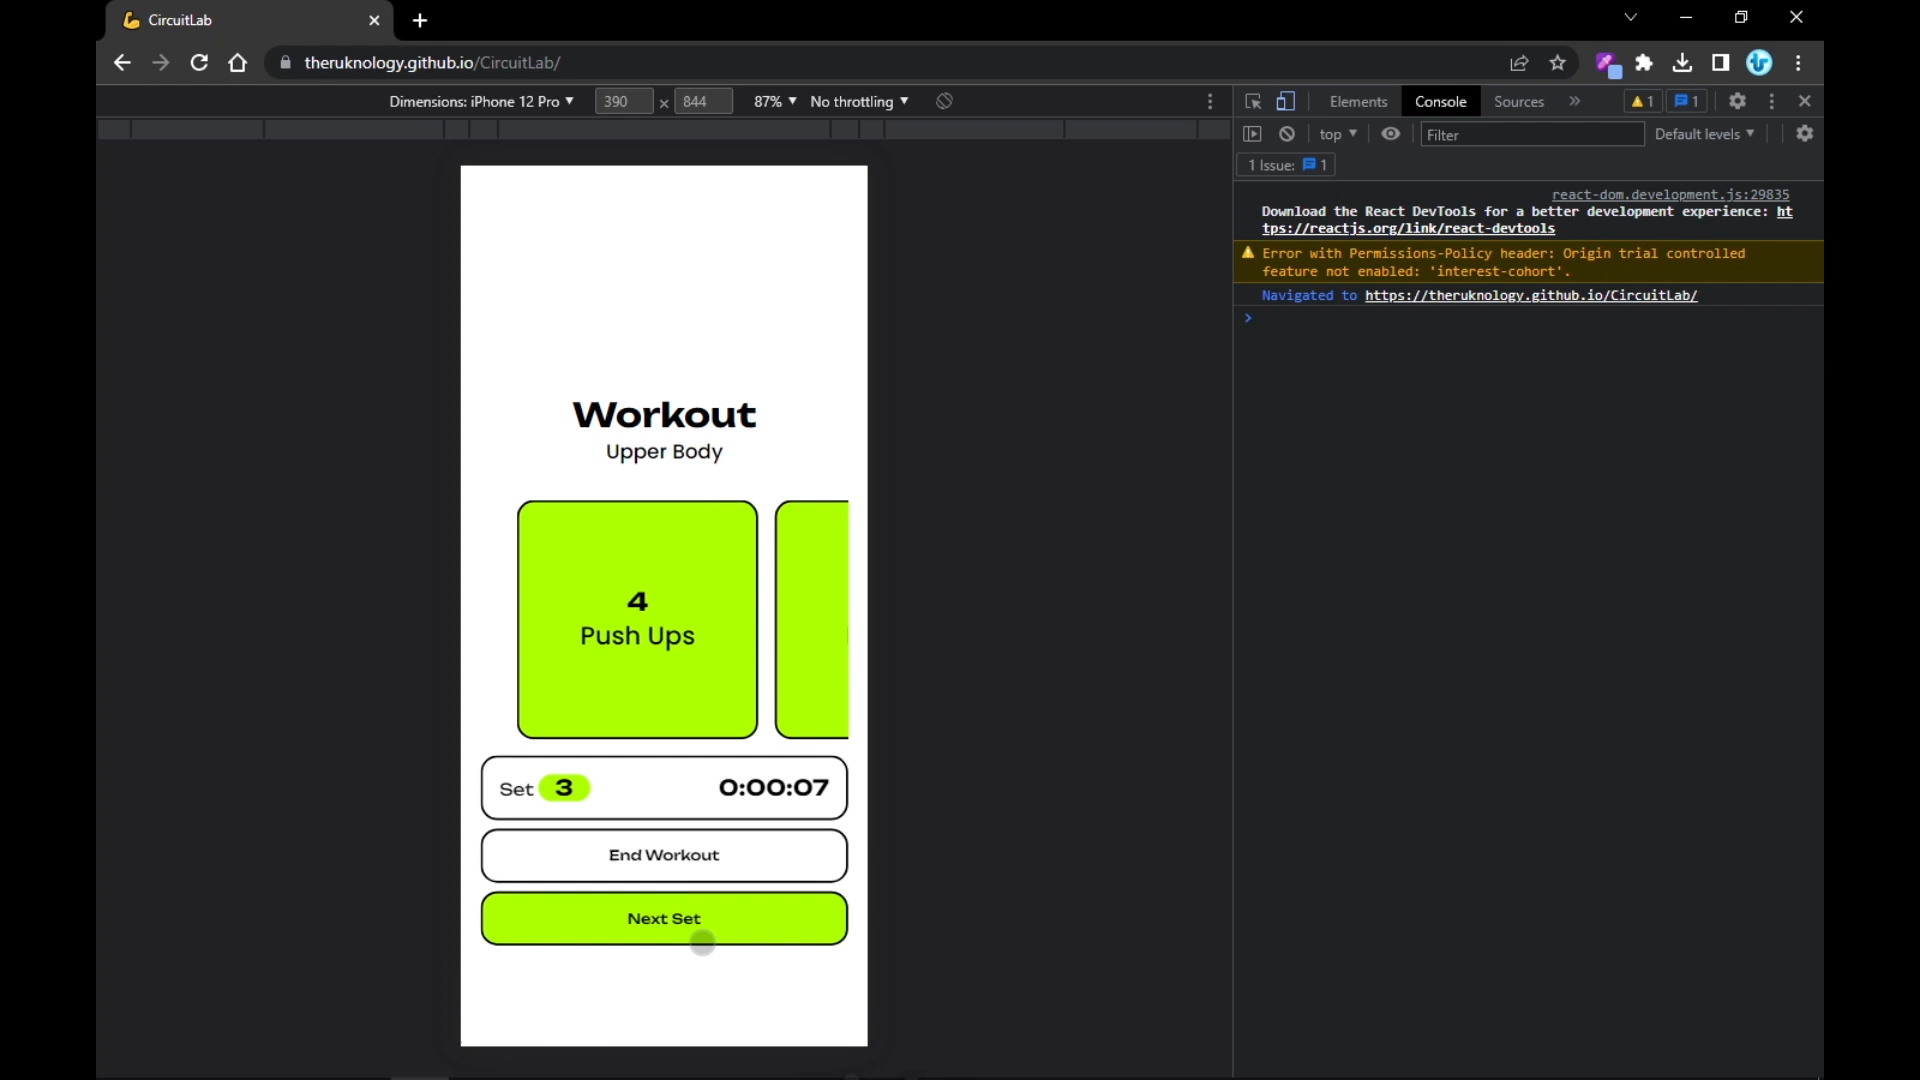 CircuitLab
theruknology.github.io/CircuitLab/
Dimensions: iPhone 12 Pro
390
x
844
87%
No throttling
Elements
Console
Sources
1
1
top
Filter
Default levels
1 Issue:
1
react-dom.development.js:29835
Download the React DevTools for a better development experience: ht
tps://reactjs.org/link/react-devtools
Error with Permissions-Policy header: Origin trial controlled
feature not enabled: 'interest-cohort'.
Navigated to https://theruknology.github.io/CircuitLab/
Workout
Upper Body
4
Push Ups
Set 3
0:00:07
End Workout
Next Set